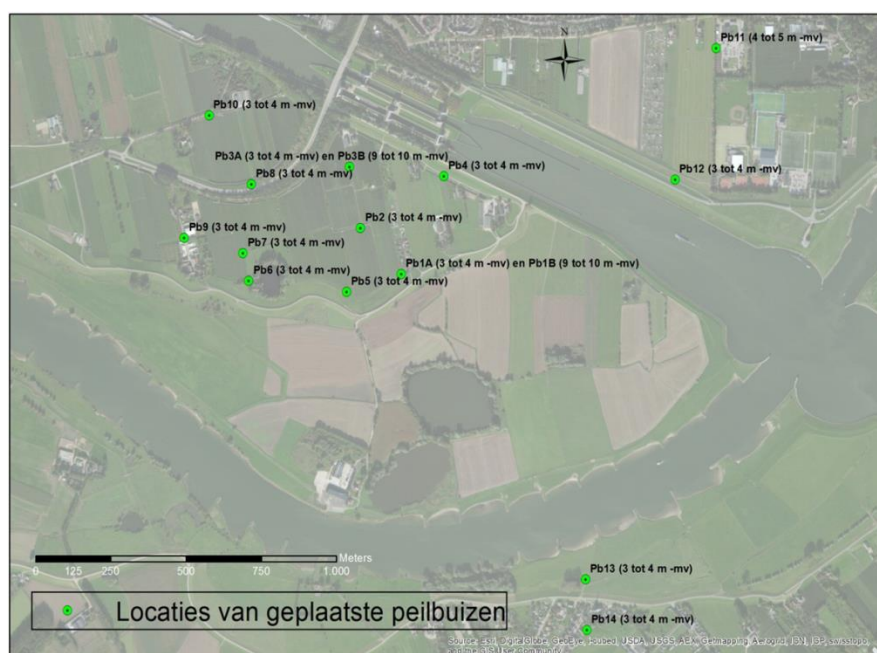 N
Pb11 (4 tot 5 m -mv)
Pb10 (3 tot 4 m -mv)
Pb3A (3 tot 4 m -mv) en Pb3B (9 tot 10 m -mv)
Pb4 (3 tot 4 m -mv)
Pb8 (3 tot 4 m -mv)
Pb12 (3 tot 4 m -mv)
Pb2 (3 tot 4 m -mv)
Pb9 (3 tot 4 m -mv)
Pb7 (3 tot 4 m -mv)
Pb1A (3 tot 4 m -mv) en Pb1B (9 tot 10 m -mv)
Pb6 (3 tot 4 m -mv)
Pb5 (3 tot 4 m -mv)
Meters
0 125 250 500 750 1.000
Pb13 (3 tot 4 m -mv)
Locaties van geplaatste peilbuizen
Pb14 (3 tot 4 m -mv)
Source: Esri, DigitalGlobe, GeoEye, USDA, USGS, AEX, Getmapping, Aerogrid, IGN, IGP, swisstopo,
and the GIS User Community